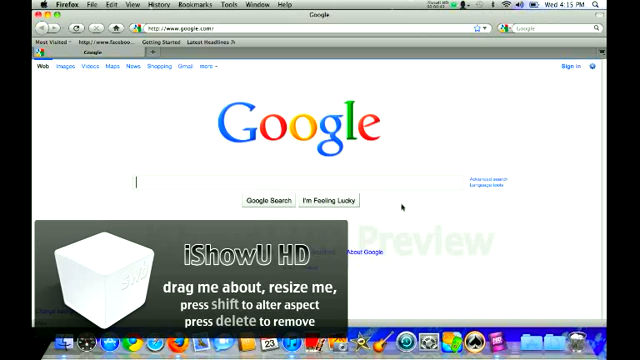 Firefox File Edit View History Bookmarks Tools Window Help
Wed 4:15 PM
Google
http://www.google.com/
Google
Most Visited http://www.facebo... Getting Started Latest Headlines
Google
Web Images Videos Maps News Shopping Gmail more
Sign in
Google
Advanced search
Language tools
Google Search I'm Feeling Lucky
Preview
About Google
iShowU HD
drag me about, resize me,
press shift to alter aspect
press delete to remove
23